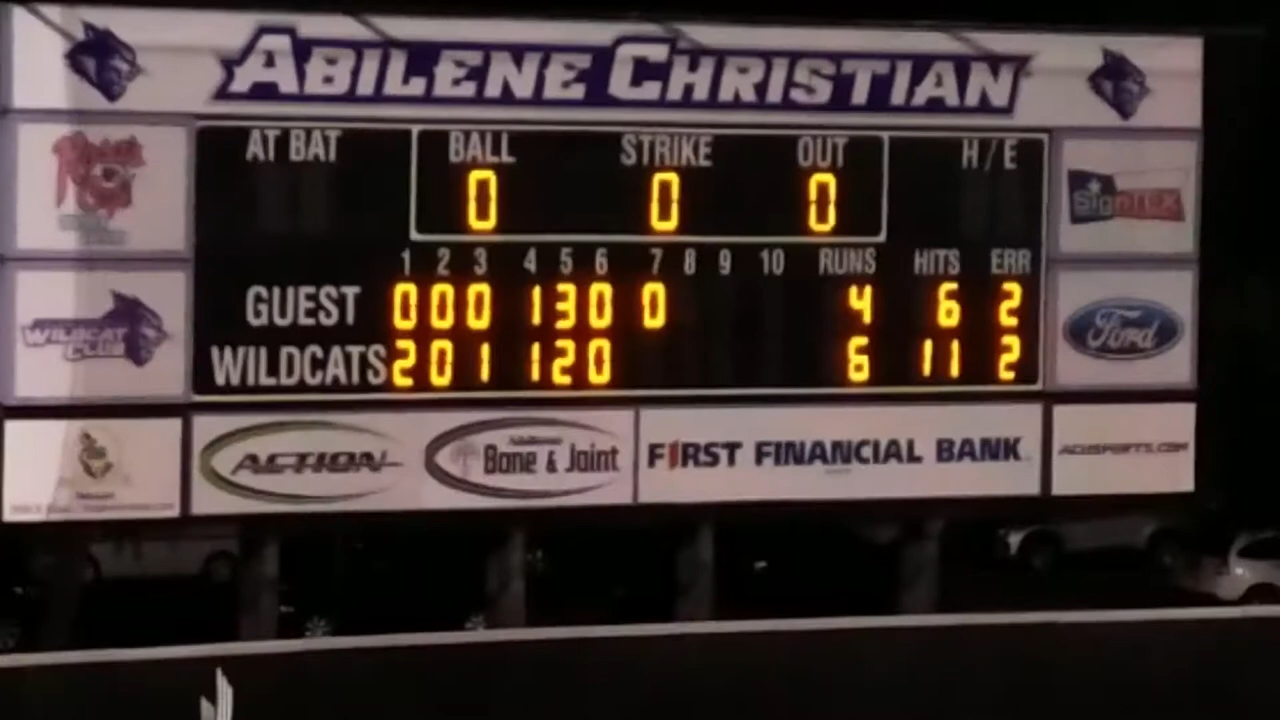 ABILENE CHRISTIAN
AT BAT BALL STRIKE OUT H / E
0 0 0
SignTEX
1 2 3 4 5 6 7 8 9 10 RUNS HITS ERR
GUEST 0 0 0 1 3 0 0 4 6 2
WILDCATS 2 0 1 1 2 0 6 11 2
WILDCAT CLUB
Ford
ACTION
Bone & Joint
FIRST FINANCIAL BANK
ACUSPORTS.COM